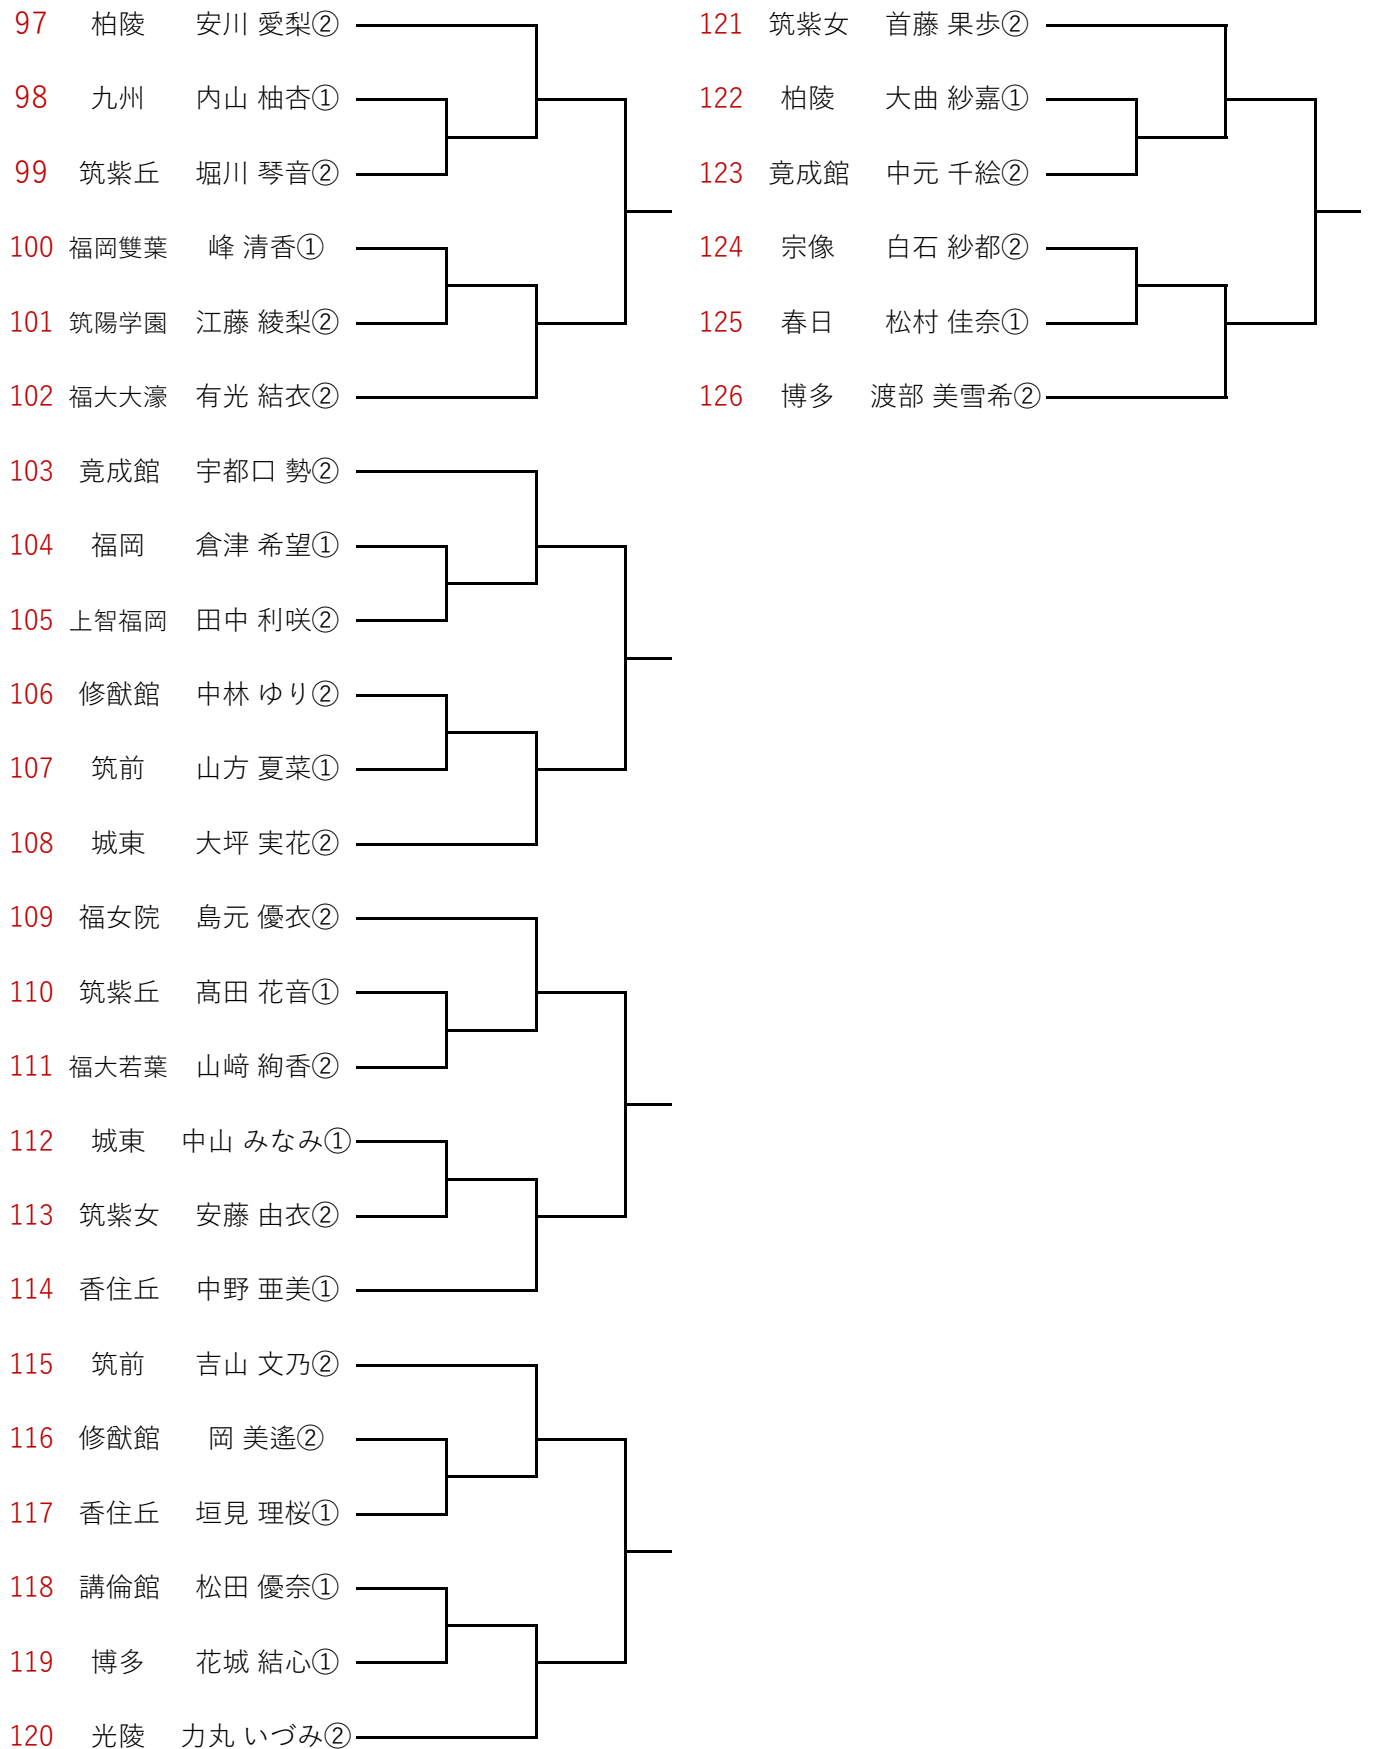 97 柏陵 安川 愛梨②
98 九州 内山 柚杏①
99 筑紫丘 堀川 琴音②
100 福岡雙葉 峰 清香①
101 筑陽学園 江藤 綾梨②
102 福大大濠 有光 結衣②
103 竟成館 宇都口 勢②
104 福岡 倉津 希望①
105 上智福岡 田中 利咲②
106 修猷館 中林 ゆり②
107 筑前 山方 夏菜①
108 城東 大坪 実花②
109 福女院 島元 優衣②
110 筑紫丘 髙田 花音①
111 福大若葉 山﨑 絢香②
112 城東 中山 みなみ①
113 筑紫女 安藤 由衣②
114 香住丘 中野 亜美①
115 筑前 吉山 文乃②
116 修猷館 岡 美遙②
117 香住丘 垣見 理桜①
118 講倫館 松田 優奈①
119 博多 花城 結心①
120 光陵 力丸 いづみ②
121 筑紫女 首藤 果歩②
122 柏陵 大曲 紗嘉①
123 竟成館 中元 千絵②
124 宗像 白石 紗都②
125 春日 松村 佳奈①
126 博多 渡部 美雪希②